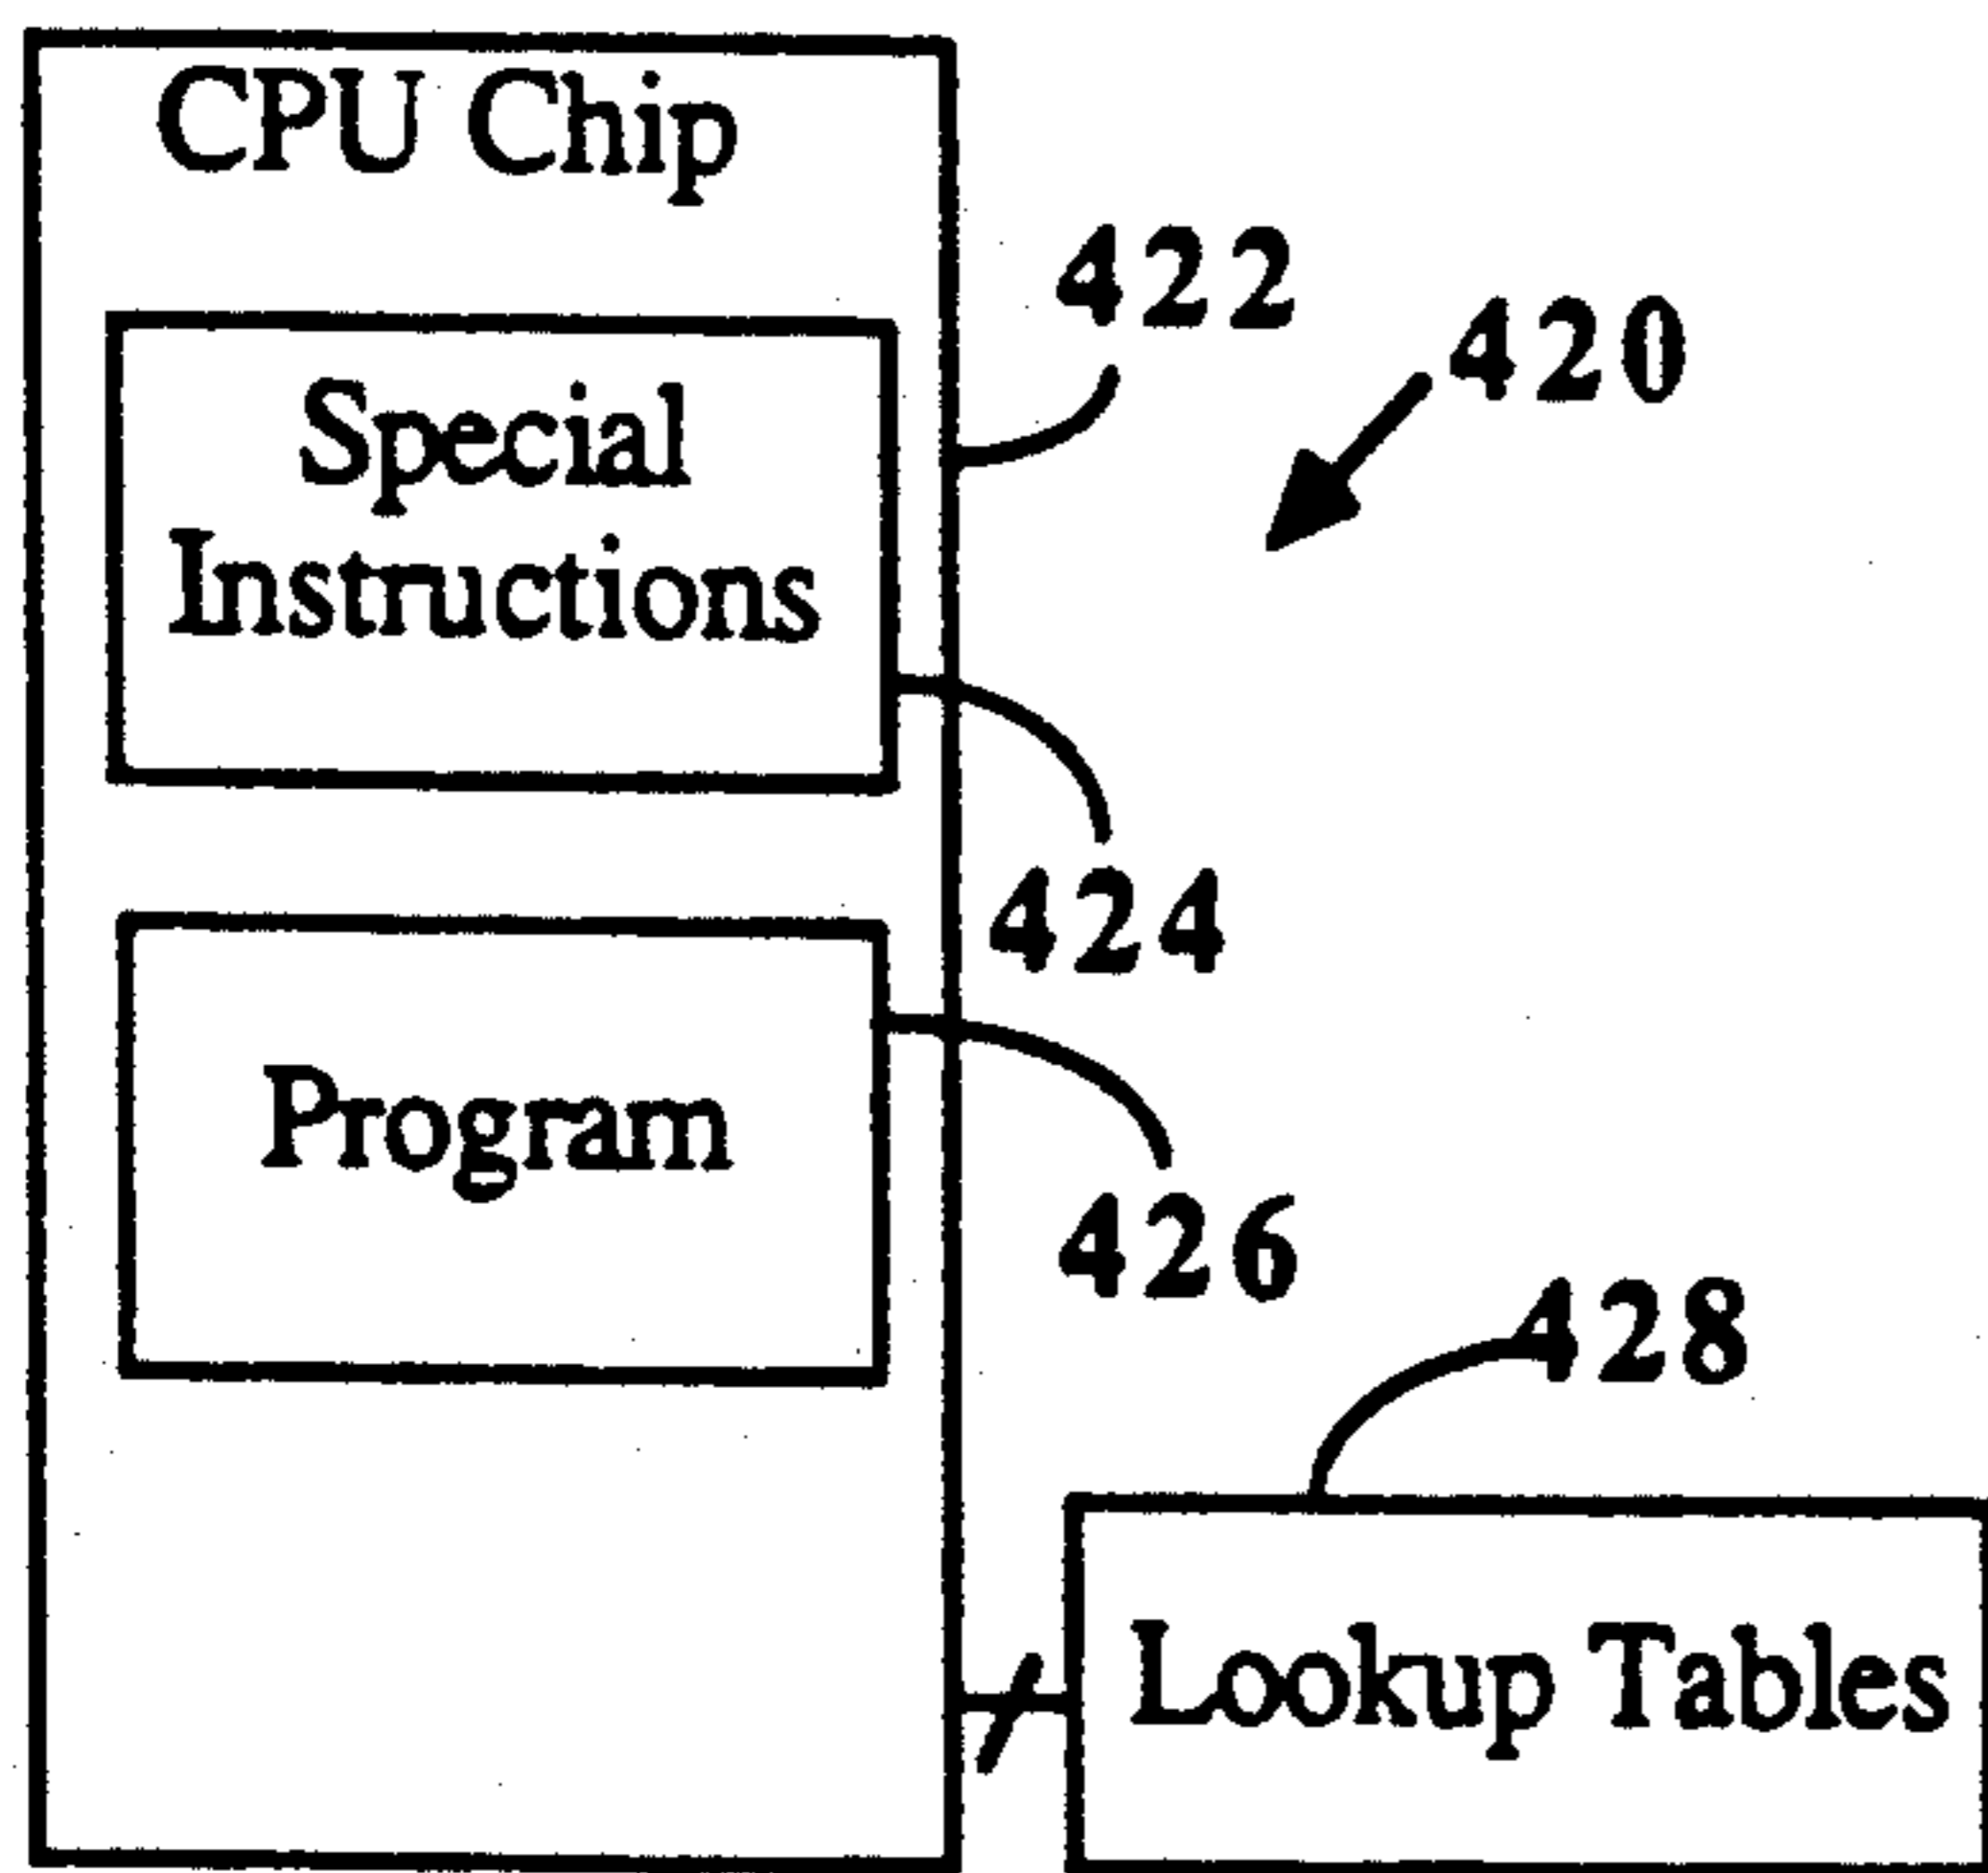 CPU Chip
422
420
Special
Instructions
424
Program
426
428
Lookup Tables